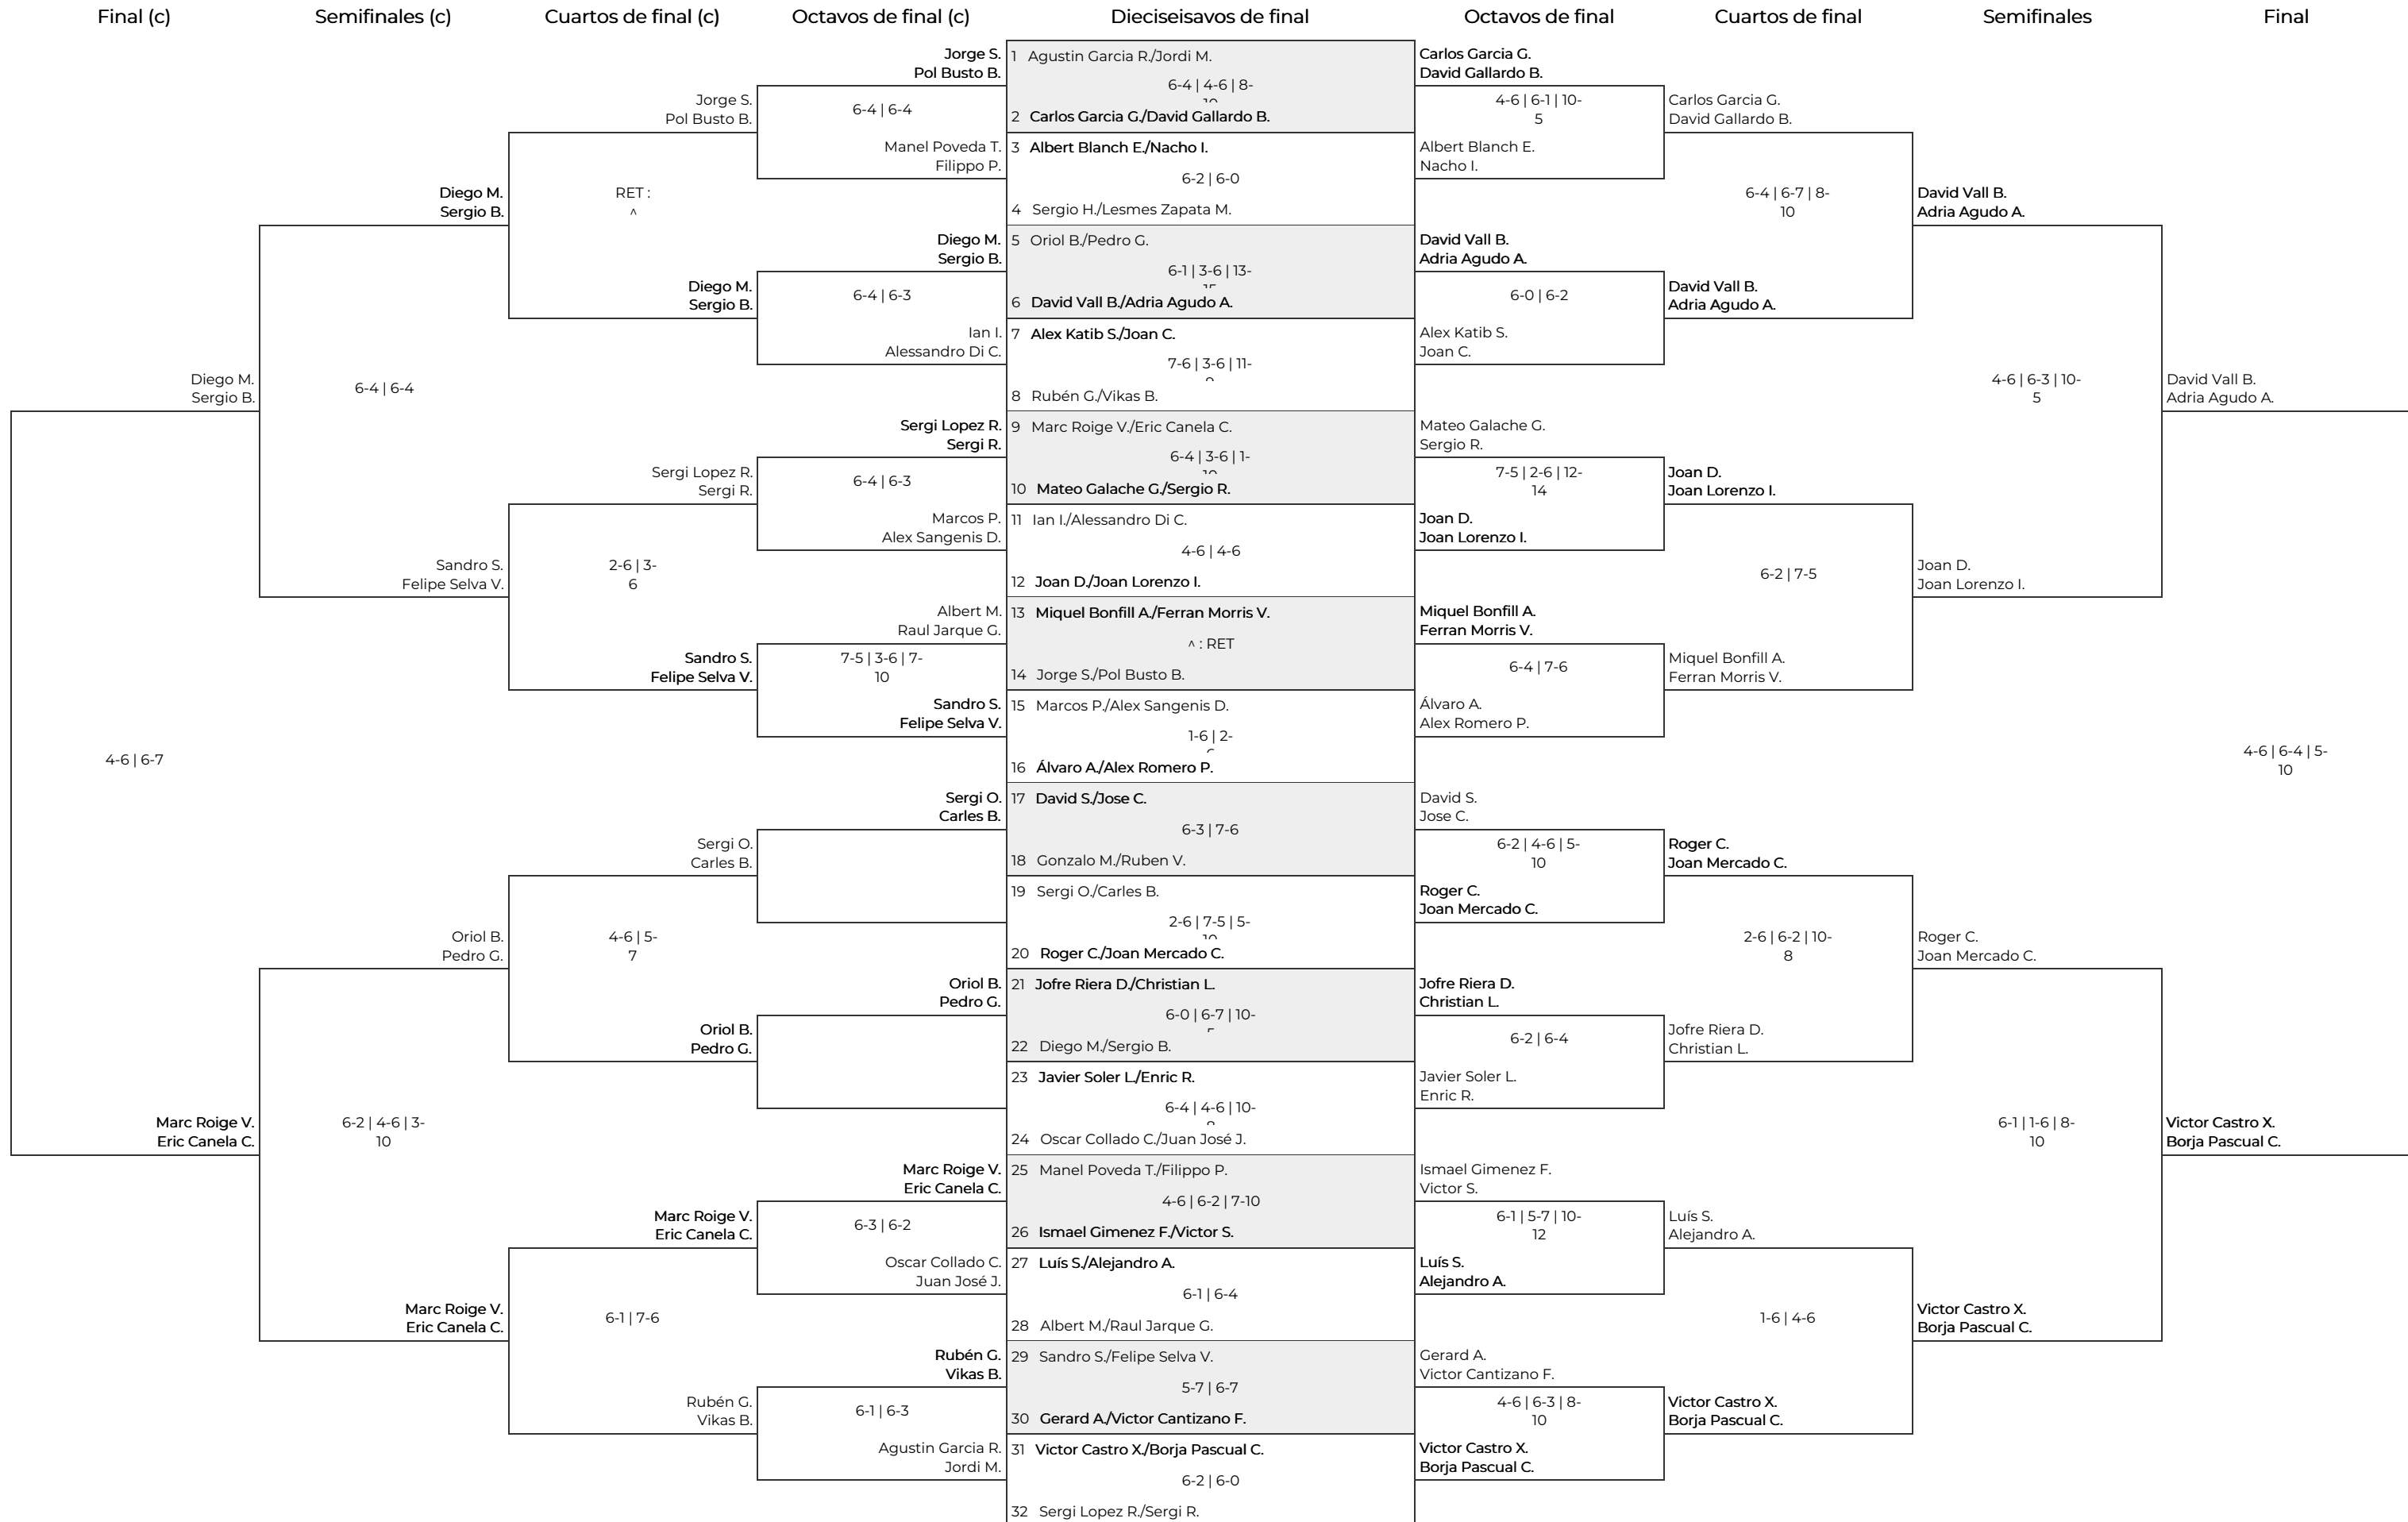 Final (c)
Semifinales (c)
Cuartos de final (c)
Octavos de final (c)
Dieciseisavos de final
Octavos de final
Cuartos de final
Semifinales
Final
Diego M.
Sergio B.
4-6 | 6-7
Marc Roige V.
Eric Canela C.
Diego M.
Sergio B.
6-4 | 6-4
Sandro S.
Felipe Selva V.
Oriol B.
Pedro G.
6-2 | 4-6 | 3-
10
Marc Roige V.
Eric Canela C.
Jorge S.
Pol Busto B.
RET :
^
Diego M.
Sergio B.
Sergi Lopez R.
Sergi R.
2-6 | 3-
6
Sandro S.
Felipe Selva V.
Sergi O.
Carles B.
4-6 | 5-
7
Oriol B.
Pedro G.
Marc Roige V.
Eric Canela C.
6-1 | 7-6
Rubén G.
Vikas B.
Jorge S.
Pol Busto B.
6-4 | 6-4
Manel Poveda T.
Filippo P.
Diego M.
Sergio B.
6-4 | 6-3
Ian I.
Alessandro Di C.
Sergi Lopez R.
Sergi R.
6-4 | 6-3
Marcos P.
Alex Sangenis D.
Albert M.
Raul Jarque G.
7-5 | 3-6 | 7-
10
Sandro S.
Felipe Selva V.
Sergi O.
Carles B.
Oriol B.
Pedro G.
Marc Roige V.
Eric Canela C.
6-3 | 6-2
Oscar Collado C.
Juan José J.
Rubén G.
Vikas B.
6-1 | 6-3
Agustin Garcia R.
Jordi M.
1 Agustin Garcia R./Jordi M.
6-4 | 4-6 | 8-
2 Carlos Garcia G./David Gallardo B.
3 Albert Blanch E./Nacho I.
6-2 | 6-0
4 Sergio H./Lesmes Zapata M.
5 Oriol B./Pedro G.
6-1 | 3-6 | 13-
6 David Vall B./Adria Agudo A.
7 Alex Katib S./Joan C.
7-6 | 3-6 | 11-
8 Rubén G./Vikas B.
9 Marc Roige V./Eric Canela C.
6-4 | 3-6 | 1-
10 Mateo Galache G./Sergio R.
11 Ian I./Alessandro Di C.
4-6 | 4-6
12 Joan D./Joan Lorenzo I.
13 Miquel Bonfill A./Ferran Morris V.
^ : RET
14 Jorge S./Pol Busto B.
15 Marcos P./Alex Sangenis D.
1-6 | 2-
16 Álvaro A./Alex Romero P.
17 David S./Jose C.
6-3 | 7-6
18 Gonzalo M./Ruben V.
19 Sergi O./Carles B.
2-6 | 7-5 | 5-
20 Roger C./Joan Mercado C.
21 Jofre Riera D./Christian L.
6-0 | 6-7 | 10-
22 Diego M./Sergio B.
23 Javier Soler L./Enric R.
6-4 | 4-6 | 10-
24 Oscar Collado C./Juan José J.
25 Manel Poveda T./Filippo P.
4-6 | 6-2 | 7-10
26 Ismael Gimenez F./Victor S.
27 Luís S./Alejandro A.
6-1 | 6-4
28 Albert M./Raul Jarque G.
29 Sandro S./Felipe Selva V.
5-7 | 6-7
30 Gerard A./Victor Cantizano F.
31 Victor Castro X./Borja Pascual C.
6-2 | 6-0
32 Sergi Lopez R./Sergi R.
Carlos Garcia G.
David Gallardo B.
4-6 | 6-1 | 10-
5
Albert Blanch E.
Nacho I.
David Vall B.
Adria Agudo A.
6-0 | 6-2
Alex Katib S.
Joan C.
Mateo Galache G.
Sergio R.
7-5 | 2-6 | 12-
14
Joan D.
Joan Lorenzo I.
Miquel Bonfill A.
Ferran Morris V.
6-4 | 7-6
Álvaro A.
Alex Romero P.
David S.
Jose C.
6-2 | 4-6 | 5-
10
Roger C.
Joan Mercado C.
Jofre Riera D.
Christian L.
6-2 | 6-4
Javier Soler L.
Enric R.
Ismael Gimenez F.
Victor S.
6-1 | 5-7 | 10-
12
Luís S.
Alejandro A.
Gerard A.
Victor Cantizano F.
4-6 | 6-3 | 8-
10
Victor Castro X.
Borja Pascual C.
Carlos Garcia G.
David Gallardo B.
6-4 | 6-7 | 8-
10
David Vall B.
Adria Agudo A.
Joan D.
Joan Lorenzo I.
6-2 | 7-5
Miquel Bonfill A.
Ferran Morris V.
Roger C.
Joan Mercado C.
2-6 | 6-2 | 10-
8
Jofre Riera D.
Christian L.
Luís S.
Alejandro A.
1-6 | 4-6
Victor Castro X.
Borja Pascual C.
David Vall B.
Adria Agudo A.
4-6 | 6-3 | 10-
5
Joan D.
Joan Lorenzo I.
Roger C.
Joan Mercado C.
6-1 | 1-6 | 8-
10
Victor Castro X.
Borja Pascual C.
David Vall B.
Adria Agudo A.
4-6 | 6-4 | 5-
10
Victor Castro X.
Borja Pascual C.